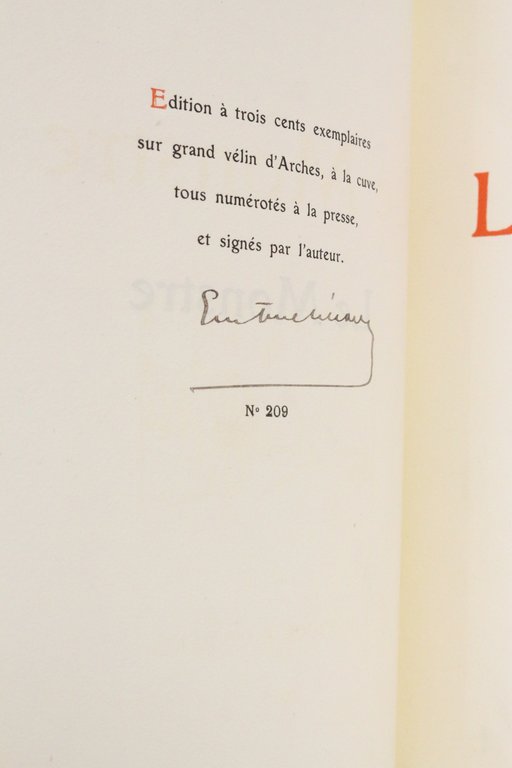 Edition à trois cents exemplaires
sur grand vélin d'Arches, à la cuve,
tous numérotés à la presse,
et signés par l'auteur.
Nº 209
L